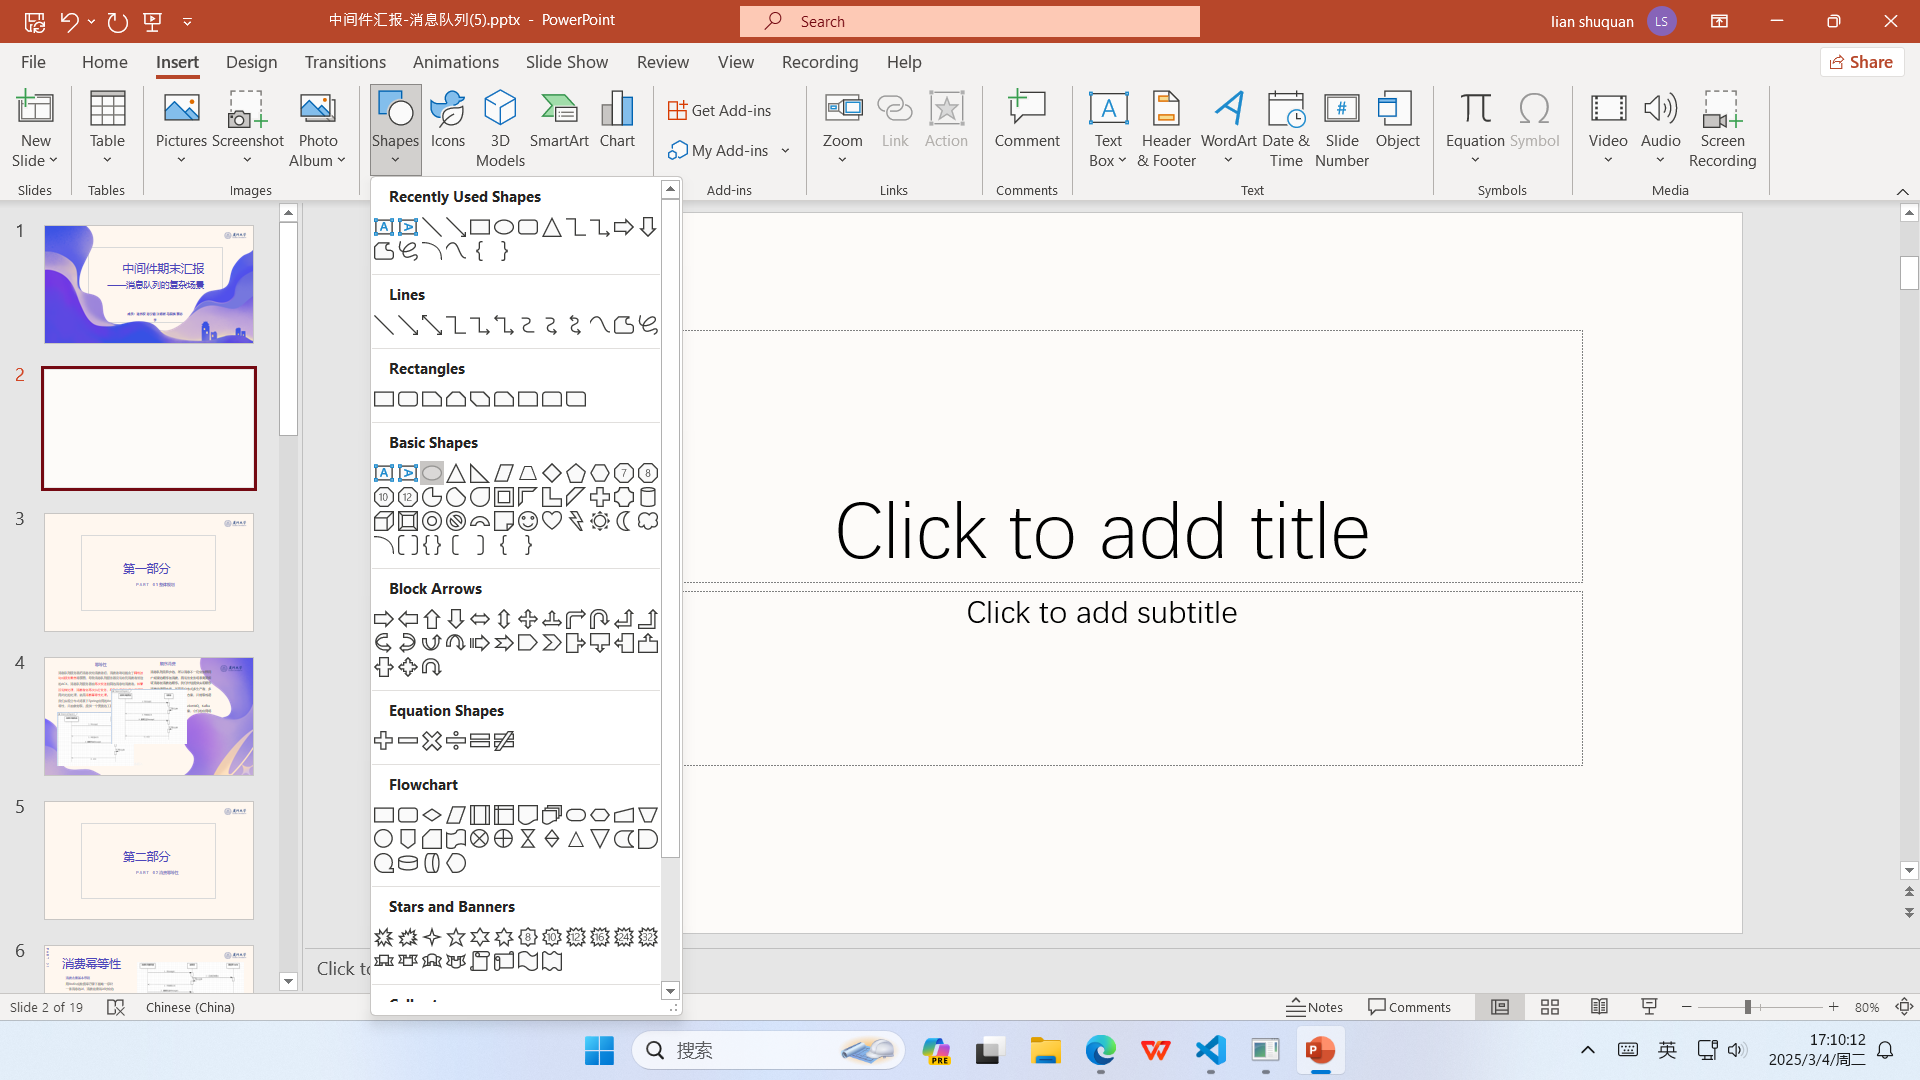 中间件汇报-消息队列(5).pptx - PowerPoint
Search
lian shuquan
LS
File Home Insert Design Transitions Animations Slide Show Review View Recording Help
Share
New Slide
Table
Pictures
Screenshot
Photo Album
Shapes
Icons
3D Models
SmartArt
Chart
Get Add-ins
My Add-ins
Zoom
Link
Action
Comment
Text Box
Header & Footer
WordArt
Date & Time
Slide Number
Object
Equation
Symbol
Video
Audio
Screen Recording
Slides
Tables
Images
Add-ins
Links
Comments
Text
Symbols
Media
Recently Used Shapes
Lines
Rectangles
Basic Shapes
Block Arrows
Equation Shapes
Flowchart
Stars and Banners
1
中间件期末汇报
——消息队列的复杂场景
2
3
第一部分
4
5
第二部分
6
消费幂等性
Click to add title
Click to add subtitle
Click to
Slide 2 of 19
Chinese (China)
Notes
Comments
80%
搜索
PRE
英
17:10:12
2025/3/4/周二